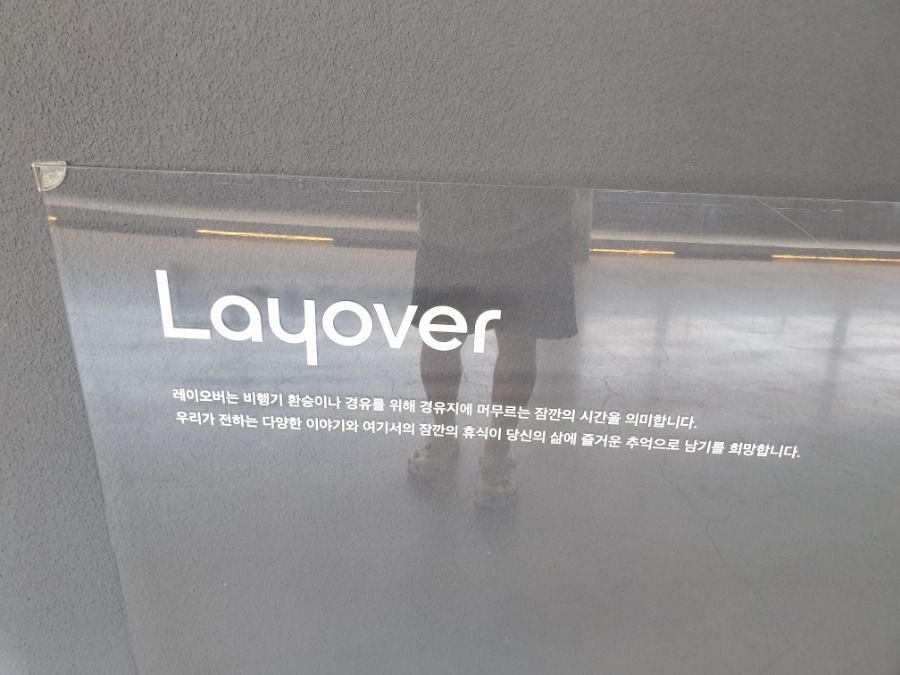 Layover
레이오버는 비행기 환승이나 경유를 위해 경유지에 머무르는 잠깐의 시간을 의미합니다.
우리가 전하는 다양한 이야기와 여기서의 잠깐의 휴식이 당신의 삶에 즐거운 추억으로 남기를 희망합니다.